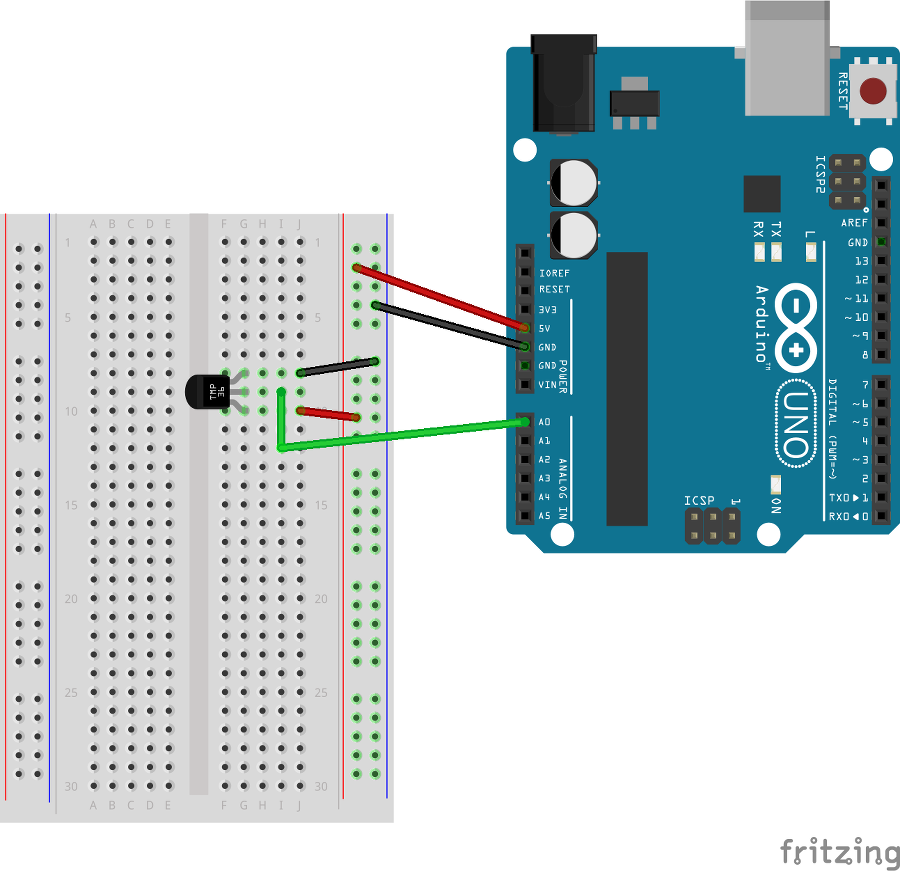 RESET
ICSP2
AREF
GND
13
12
~11
~10
~9
8
7
~6
~5
4
~3
2
TX0▶1
RX0◀0
RX
TX
L
IOREF
RESET
3V3
5V
GND
GND
VIN
POWER
A0
A1
A2
A3
A4
A5
ANALOG IN
Arduino™
UNO
DIGITAL (PWM=~)
ON
ICSP
1
A B C D E F G H I J
1 1
5 5
TMP
36
10 10
15 15
20 20
25 25
30 30
A B C D E F G H I J
fritzing